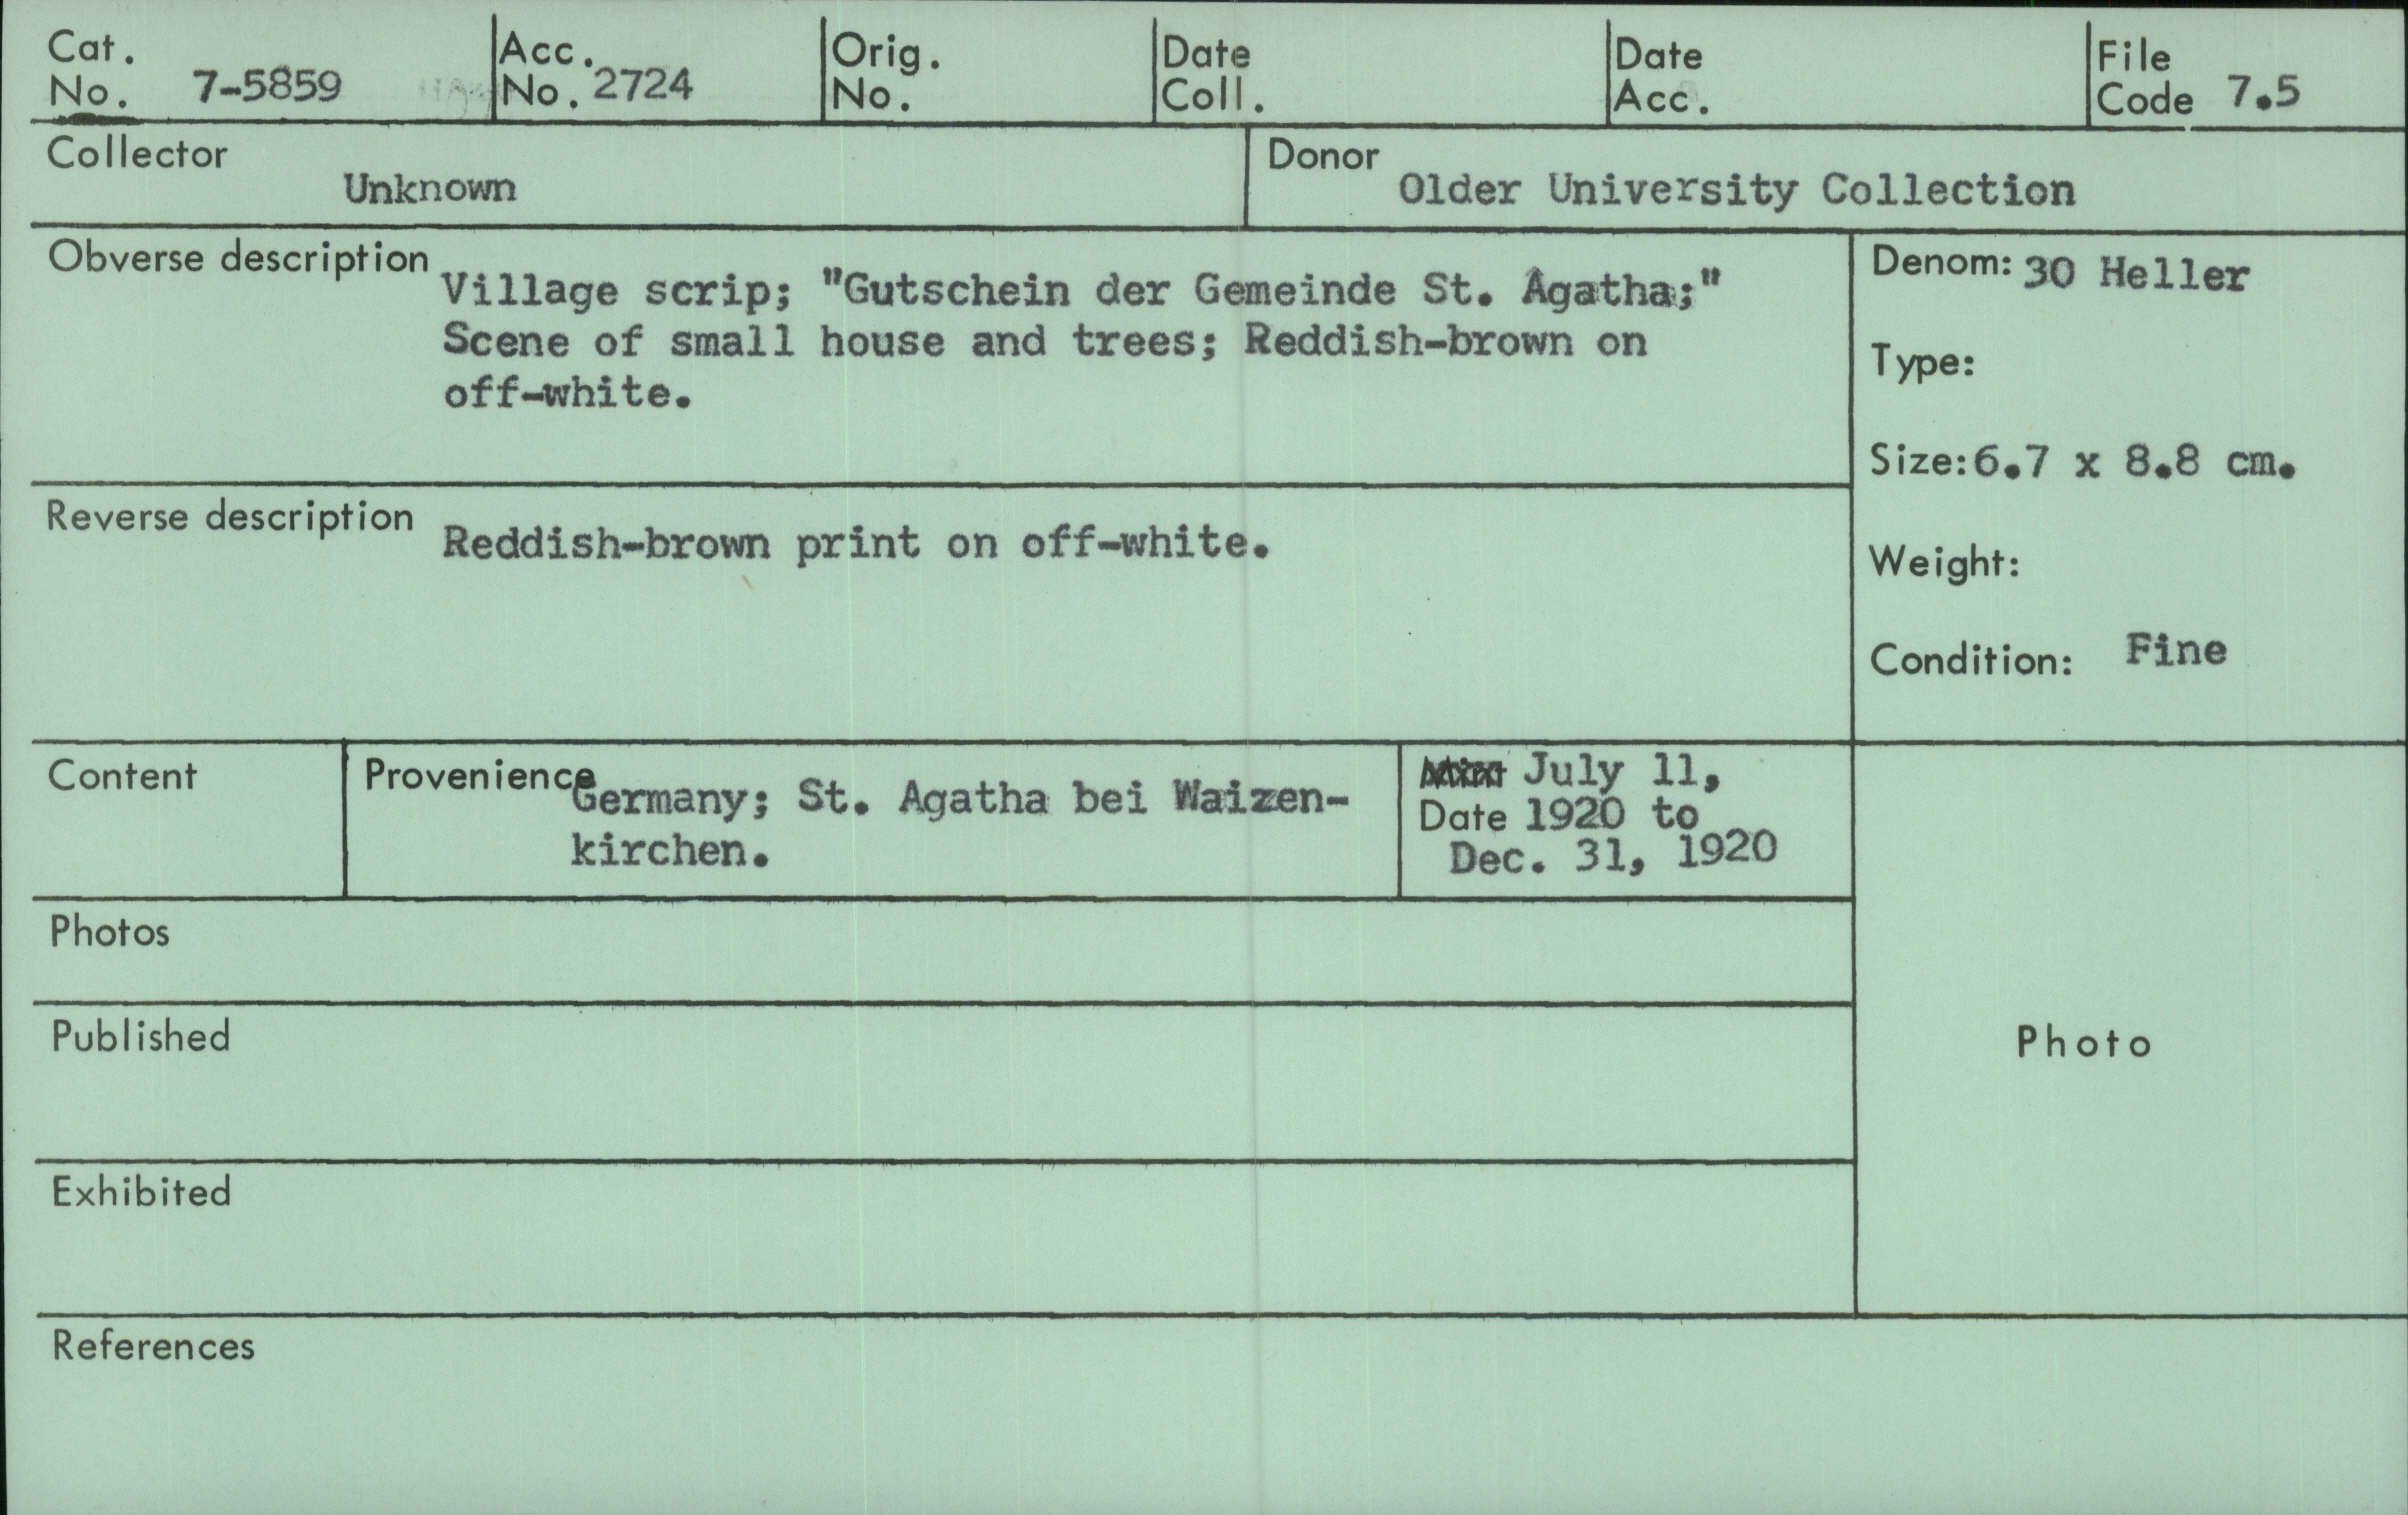 Cat. No. 7-5859
Acc. No. 2724
Orig. No.
Date Coll.
Date Acc.
File Code 7.5
Collector Unknown
Donor Older University Collection
Obverse description Village scrip; "Gutschein der Gemeinde St. Agatha;"
Scene of small house and trees; Reddish-brown on
off-white.
Denom: 30 Heller
Type:
Size: 6.7 x 8.8 cm.
Reverse description Reddish-brown print on off-white.
Weight:
Condition: Fine
Content
Provenience Germany; St. Agatha bei Waizen-
kirchen.
Mint July 11,
Date 1920 to
Dec. 31, 1920
Photos
Published
Photo
Exhibited
References